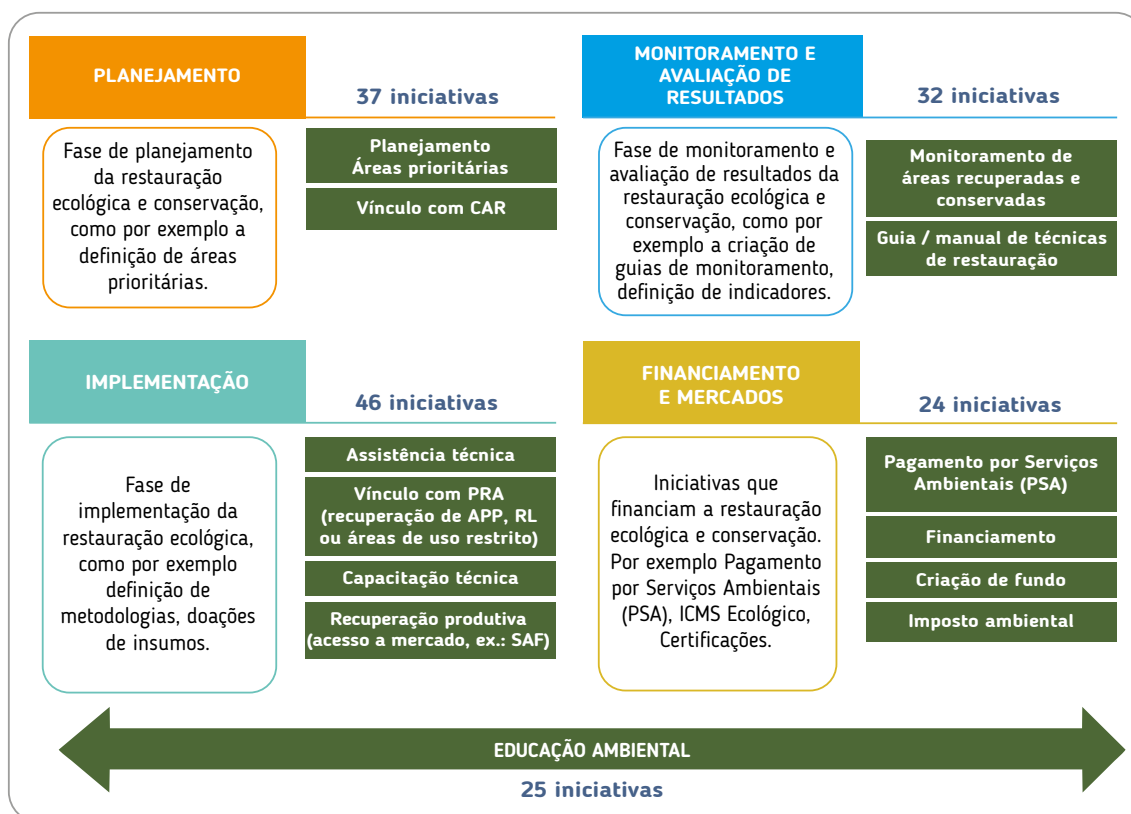 PLANEJAMENTO
37 iniciativas
Fase de planejamento
da restauração
ecológica e conservação,
como por exemplo a
definição de áreas
prioritárias.
Planejamento
Áreas prioritárias
Vínculo com CAR
MONITORAMENTO E
AVALIAÇÃO DE
RESULTADOS
32 iniciativas
Fase de monitoramento e
avaliação de resultados da
restauração ecológica e
conservação, como por
exemplo a criação de
guias de monitoramento,
definição de indicadores.
Monitoramento de
áreas recuperadas e
conservadas
Guia / manual de técnicas
de restauração
IMPLEMENTAÇÃO
46 iniciativas
Fase de
implementação da
restauração ecológica,
como por exemplo
definição de
metodologias, doações
de insumos.
Assistência técnica
Vínculo com PRA
(recuperação de APP, RL
ou áreas de uso restrito)
Capacitação técnica
Recuperação produtiva
(acesso a mercado, ex.: SAF)
FINANCIAMENTO
E MERCADOS
24 iniciativas
Iniciativas que
financiam a restauração
ecológica e conservação.
Por exemplo Pagamento
por Serviços Ambientais
(PSA), ICMS Ecológico,
Certificações.
Pagamento por Serviços
Ambientais (PSA)
Financiamento
Criação de fundo
Imposto ambiental
EDUCAÇÃO AMBIENTAL
25 iniciativas